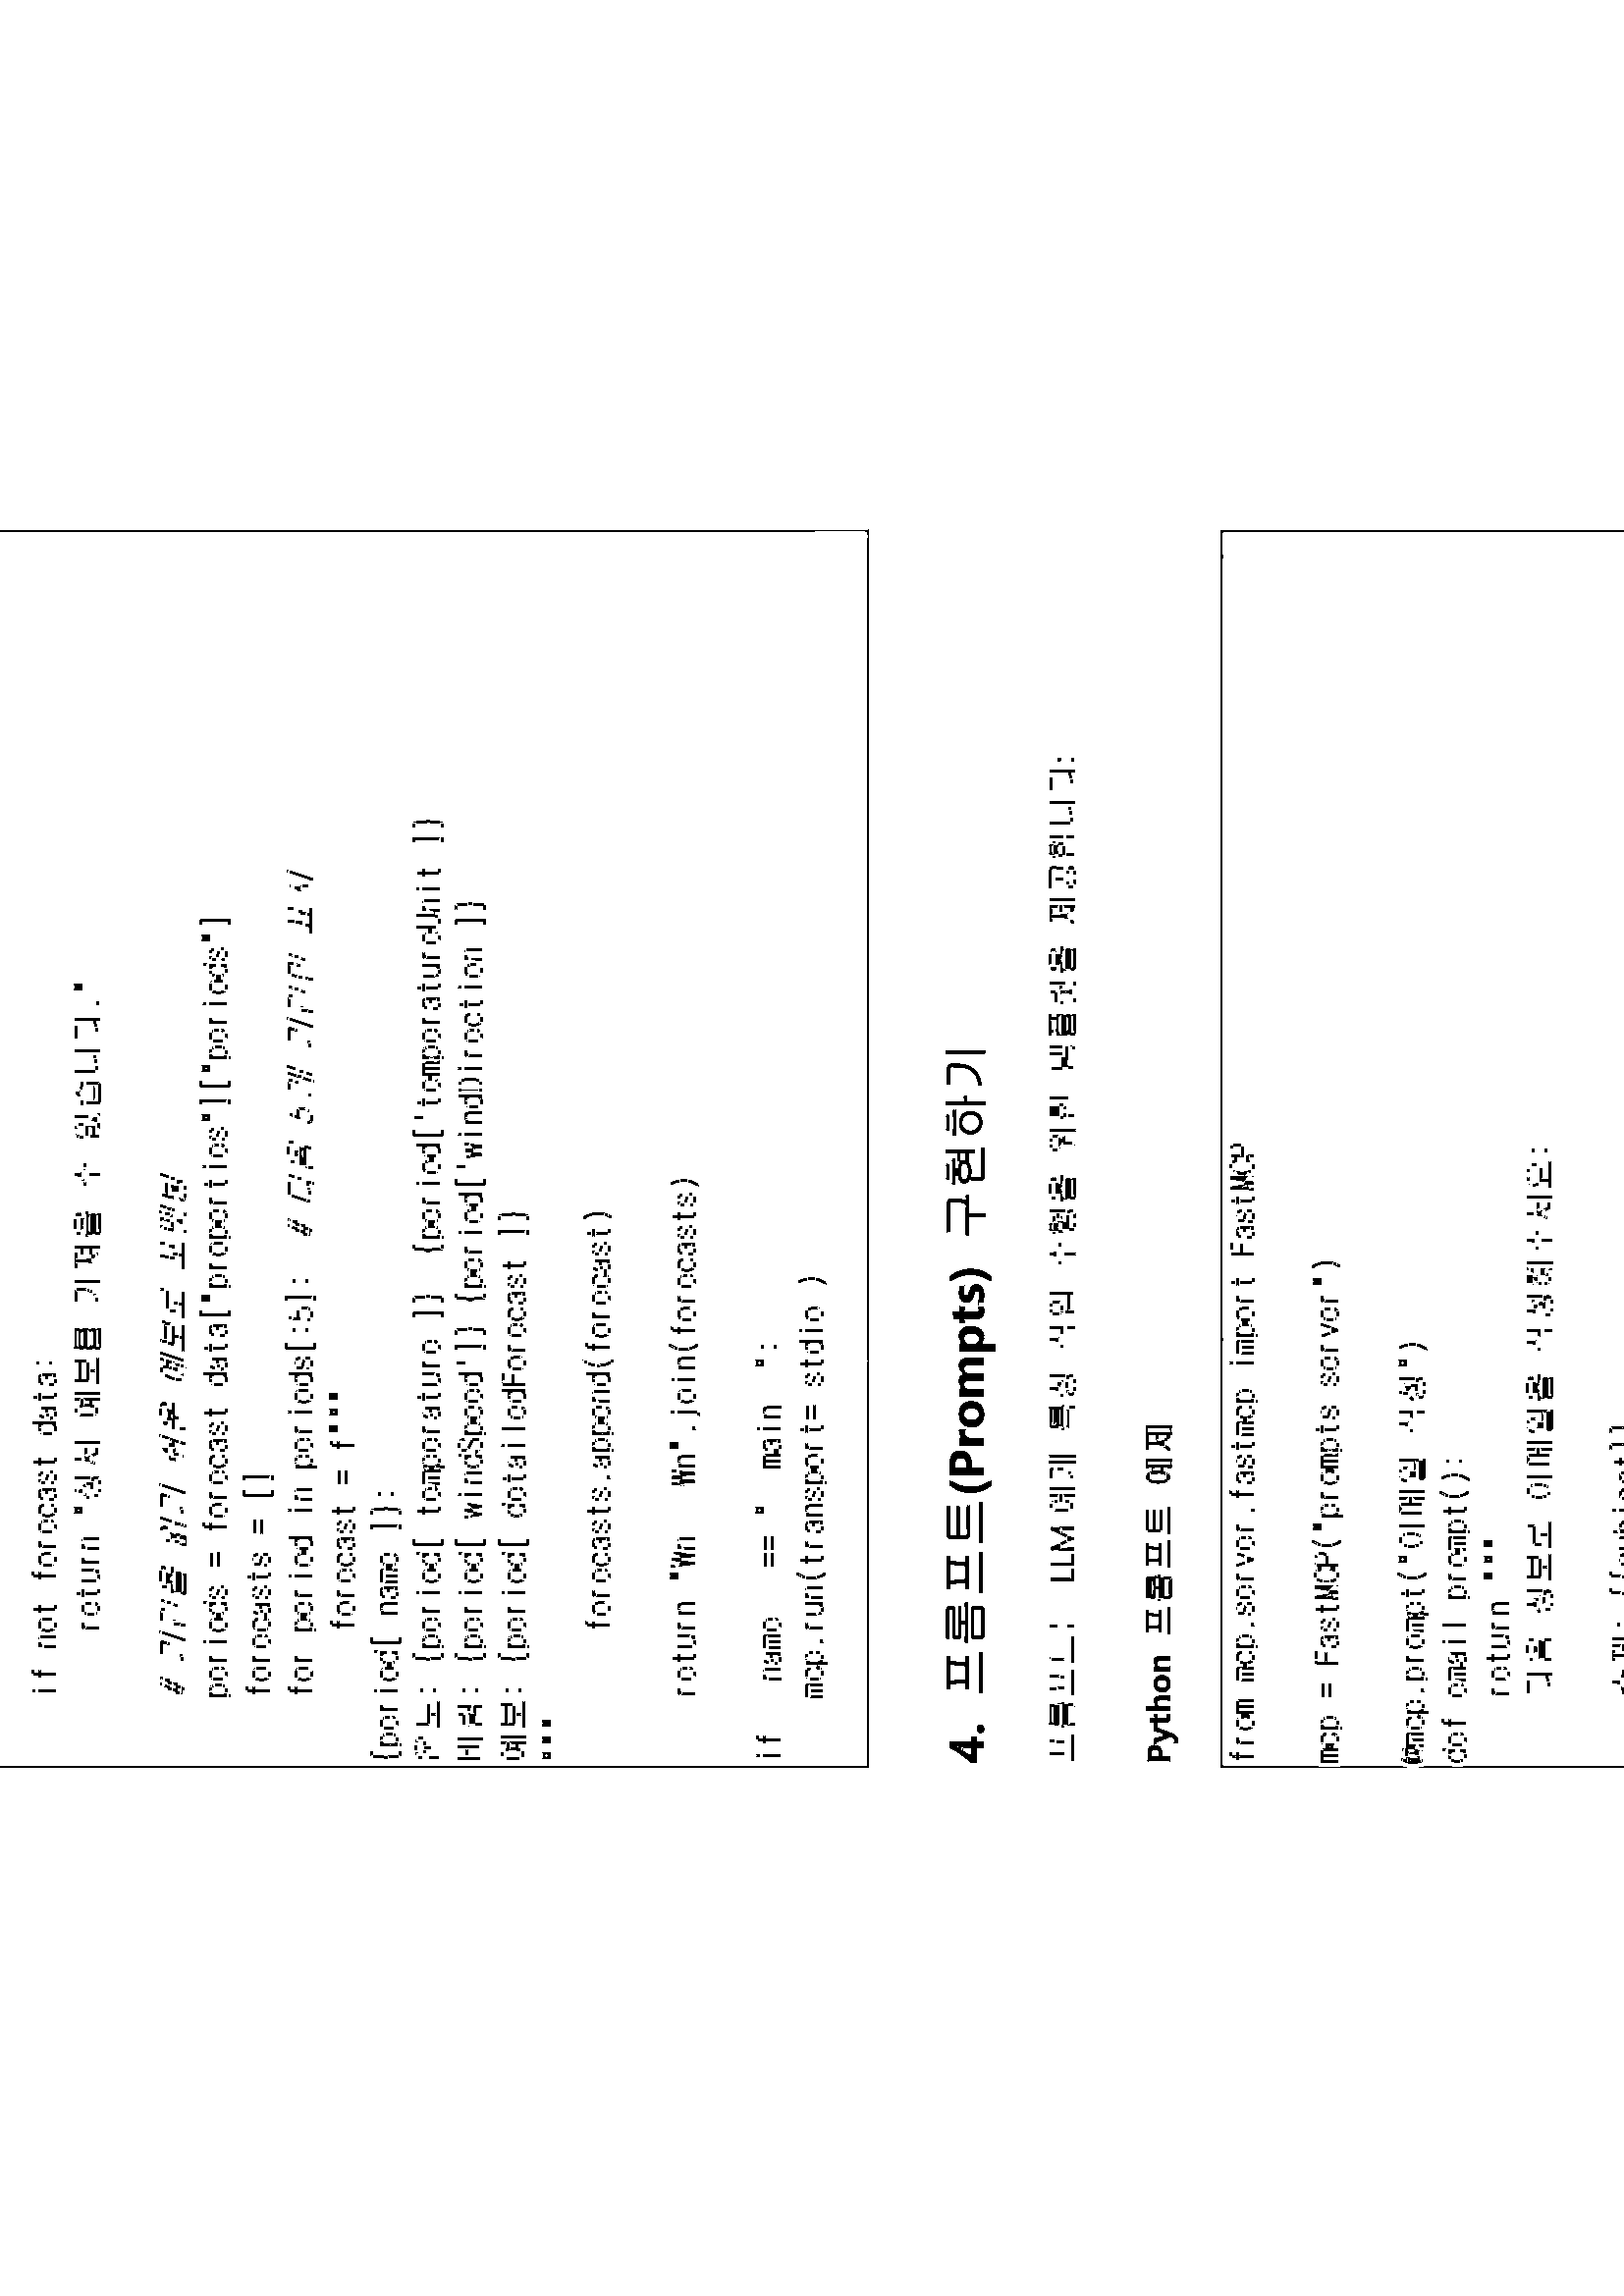 if not forecast data:
return "상세 예보를 가져올 수 없습니다."
# 기간을 읽기 쉬운 예보로 포맷팅
periods = forecast data["properties"]["periods"]
forecasts = []
for period in periods[:5]: # 다음 5개 기간만 표시
forecast = f"""
{period[ name ]}:
온도: {period[ temperature ]} {period['temperatureUnit ]}
바람: {period[ windSpeed']} {period['windDirection ]}
예보: {period[ detailedForecast ]}
"""
forecasts.append(forecast)
return "₩n ₩n".join(forecasts)
if name == " main ":
mcp.run(transport= stdio )
4. 프롬프트(Prompts) 구현하기
프롬프트는 LLM에게 특정 작업 수행을 위한 템플릿을 제공합니다:
Python 프롬프트 예제
from mcp.server.fastmcp import FastMCP
mcp = FastMCP("prompts server")
@mcp.prompt("이메일 작성")
def email prompt():
return """
다음 정보로 이메일을 작성해주세요: